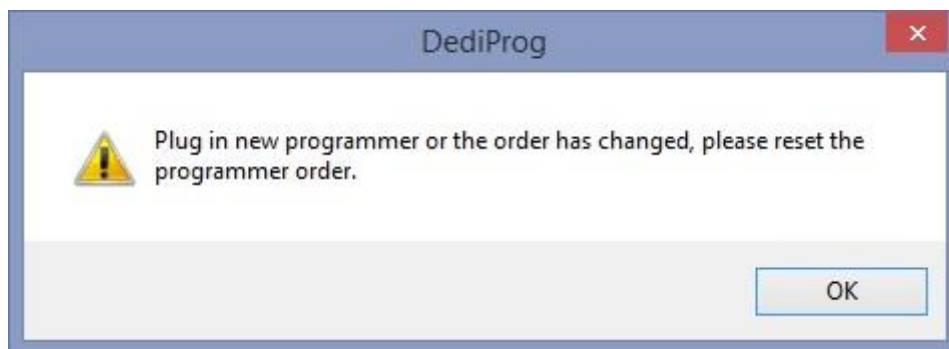 DediProg
Plug in new programmer or the order has changed, please reset the
programmer order.
OK